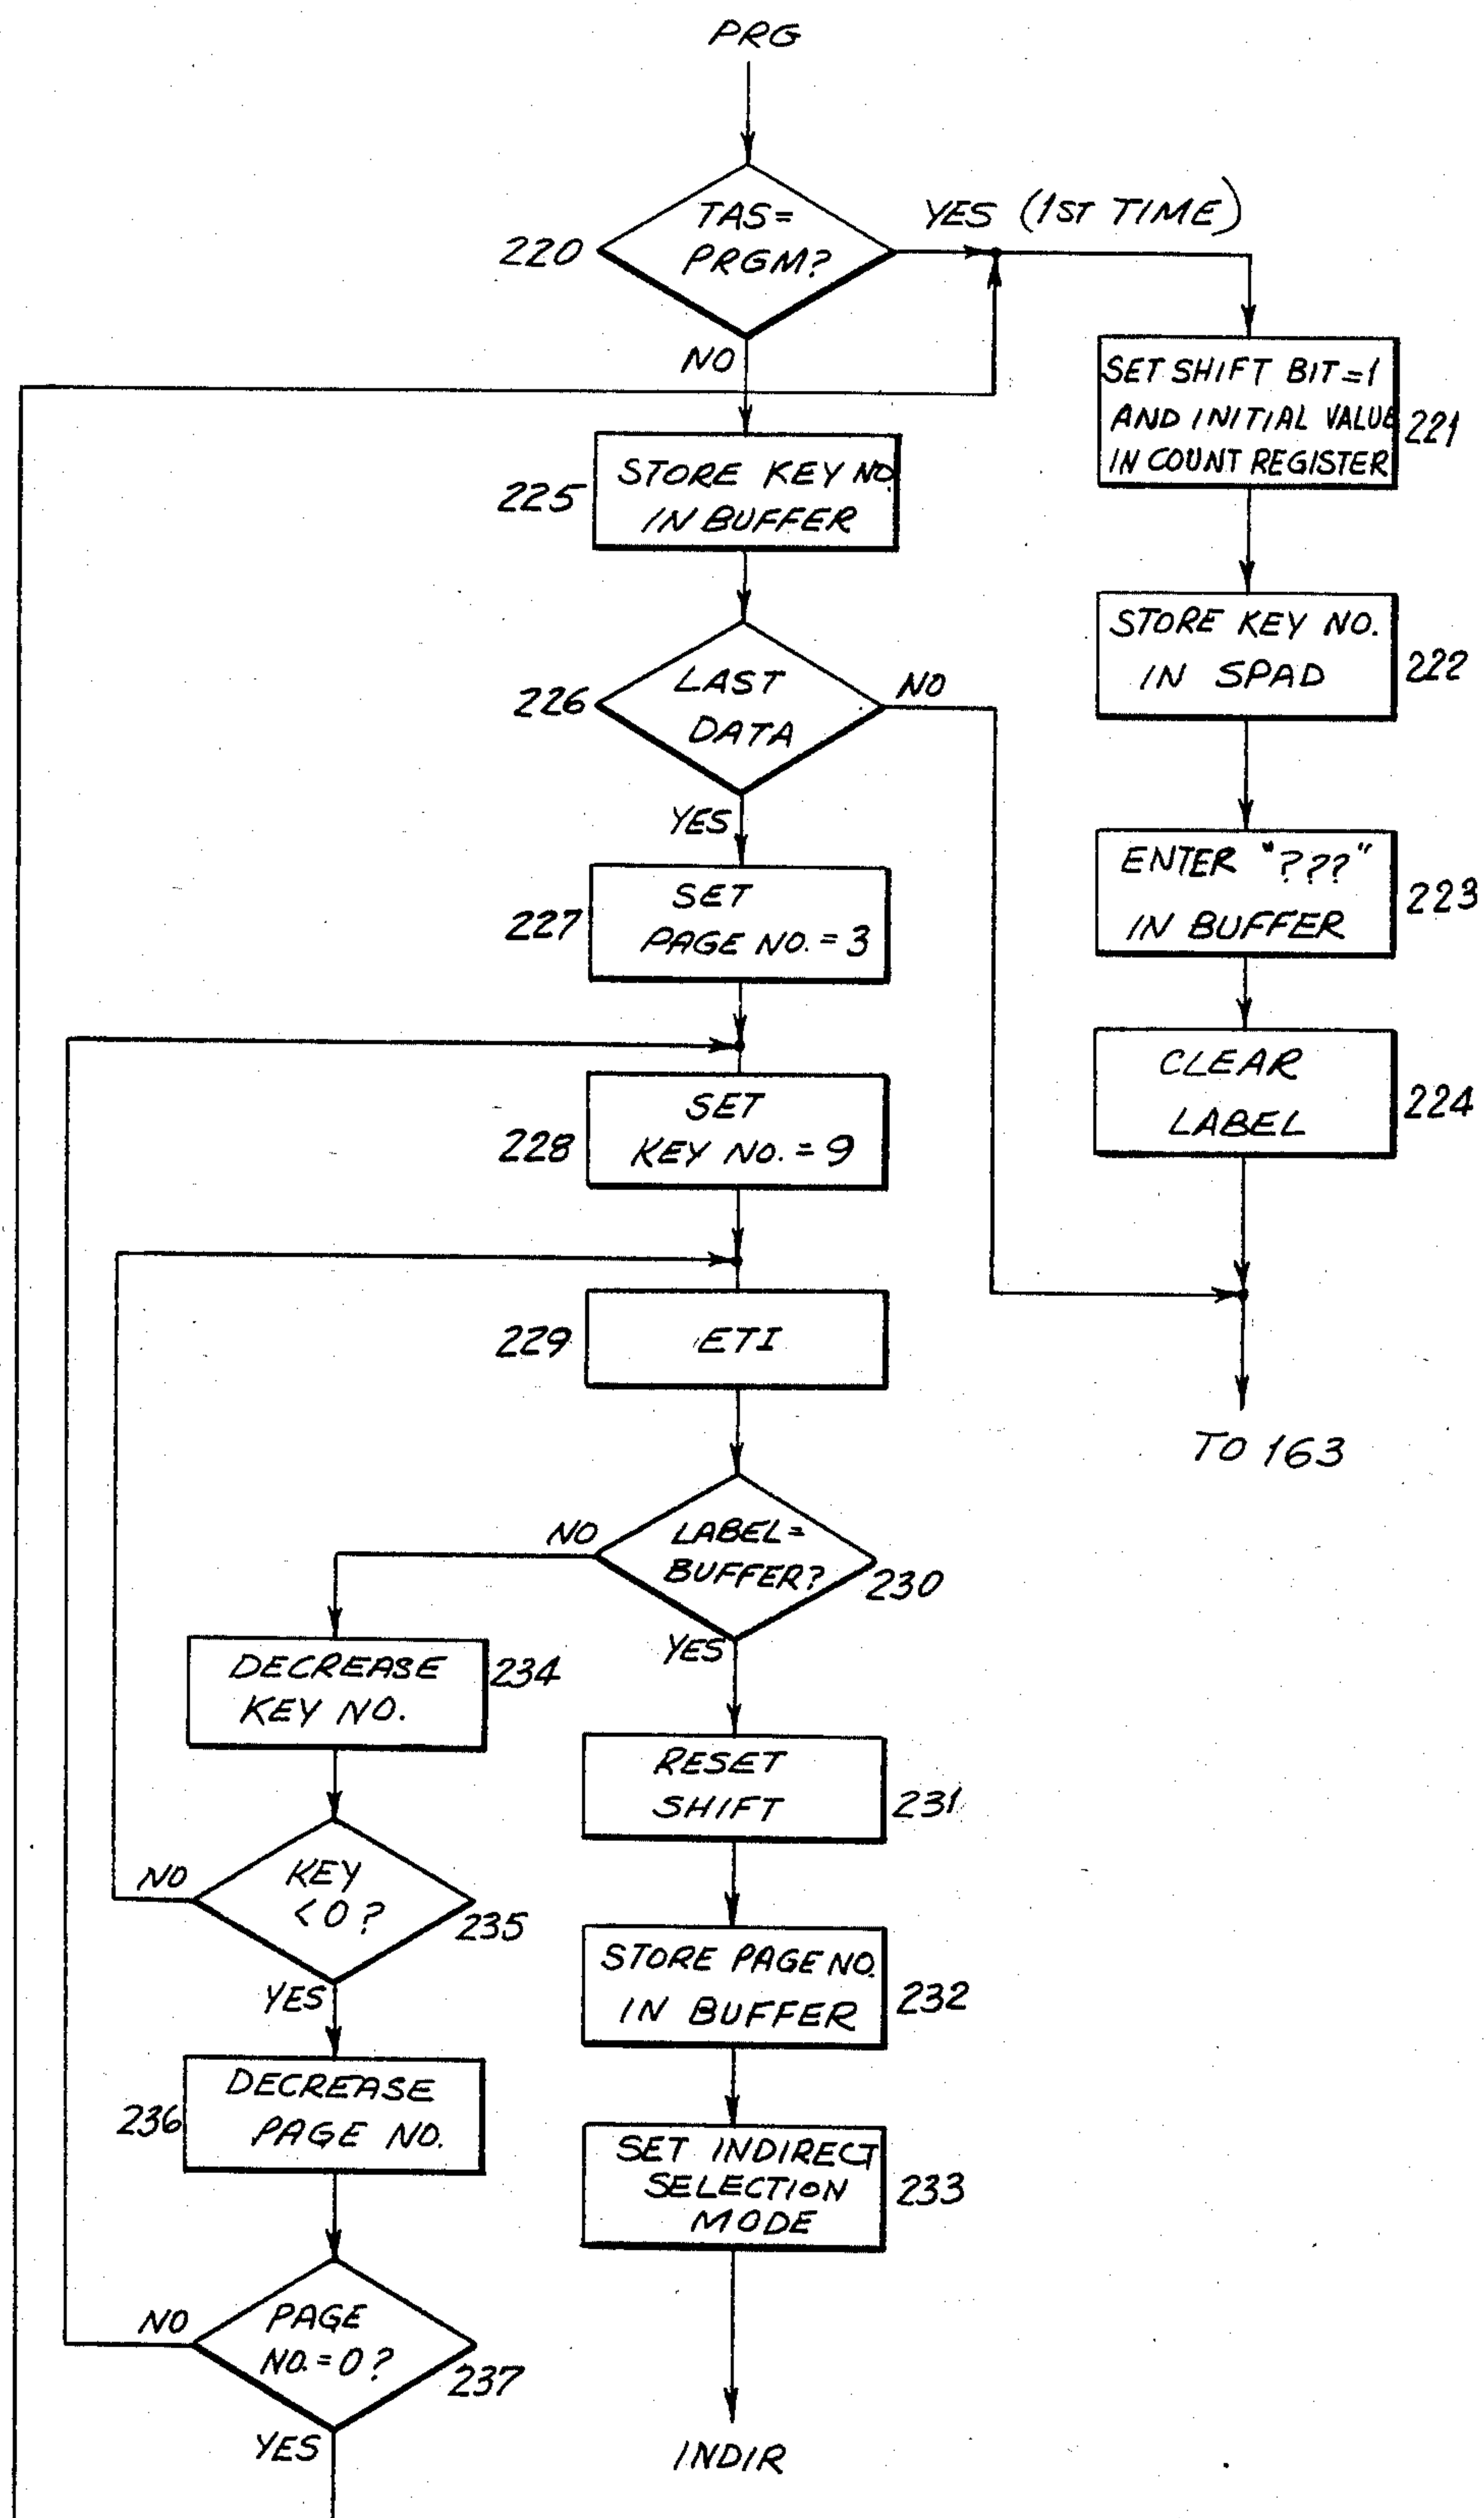 PRG
TAS=
PRGM?
220
YES (1ST TIME)
NO
SET SHIFT BIT=1
AND INITIAL VALUE
IN COUNT REGISTER
221
STORE KEY NO.
IN BUFFER
225
STORE KEY NO.
IN SPAD
222
LAST
DATA
226
NO
YES
ENTER "???"
IN BUFFER
223
SET
PAGE NO. = 3
227
CLEAR
LABEL
224
SET
KEY NO. = 9
228
ETI
229
TO 163
LABEL=
BUFFER?
230
NO
YES
DECREASE
KEY NO.
234
RESET
SHIFT
231
KEY
<0?
235
NO
YES
STORE PAGE NO.
IN BUFFER
232
DECREASE
PAGE NO.
236
SET INDIRECT
SELECTION
MODE
233
PAGE
NO.=0?
237
NO
YES
INDIR